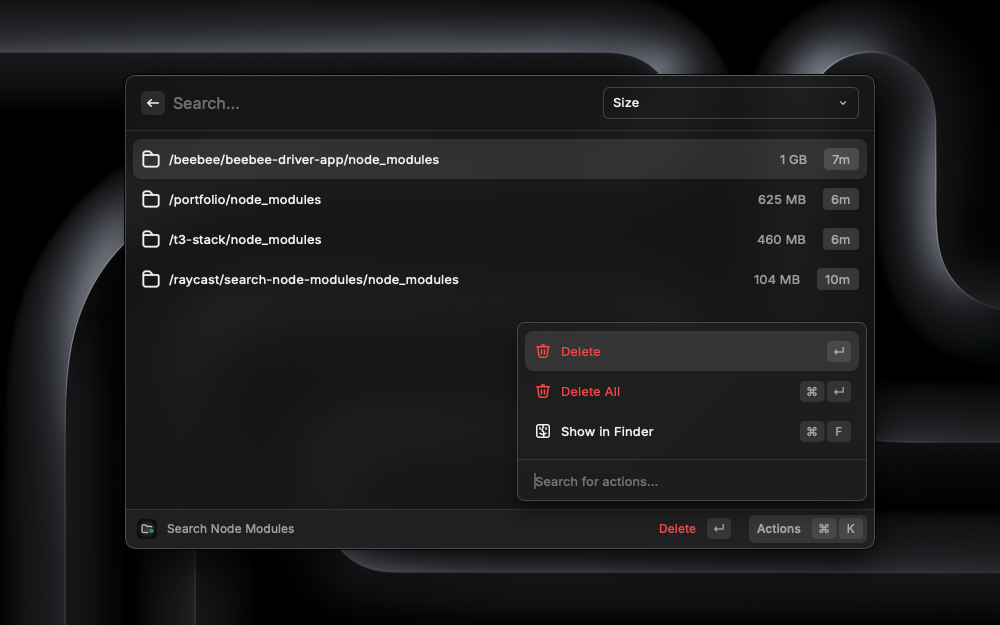 Search...
Size
/beebee/beebee-driver-app/node_modules 1 GB 7m
/portfolio/node_modules 625 MB 6m
/t3-stack/node_modules 460 MB 6m
/raycast/search-node-modules/node_modules 104 MB 10m
Delete ↵
Delete All ⌘ ↵
Show in Finder ⌘ F
Search for actions...
Search Node Modules Delete ↵ Actions ⌘ K